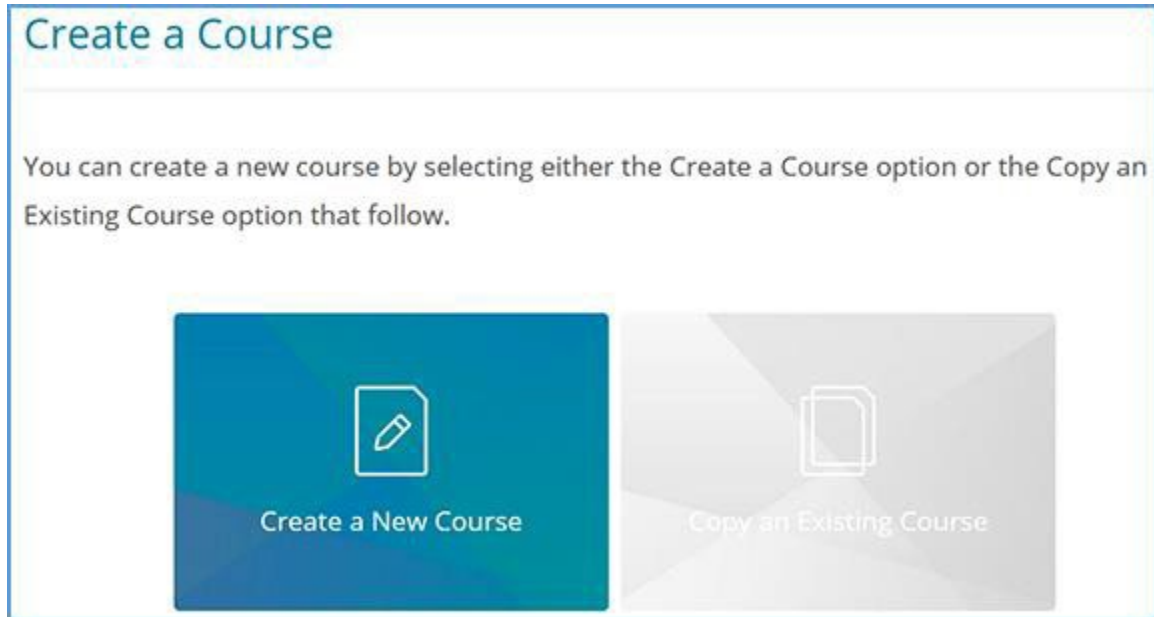 Create a Course
You can create a new course by selecting either the Create a Course option or the Copy an
Existing Course option that follow.
Create a New Course
Copy an Existing Course